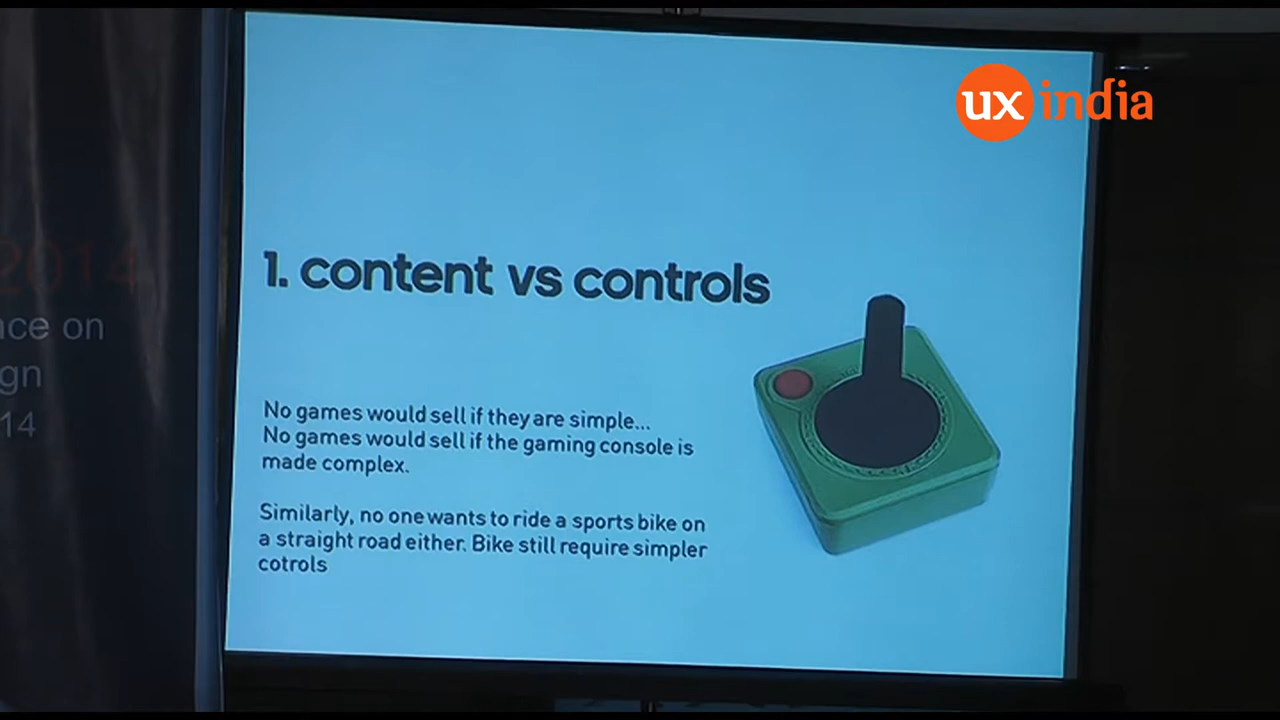 ux india
1. content vs controls
No games would sell if they are simple...
No games would sell if the gaming console is
made complex.
Similarly, no one wants to ride a sports bike on
a straight road either. Bike still require simpler
cotrols
2014
nce on
gn
14